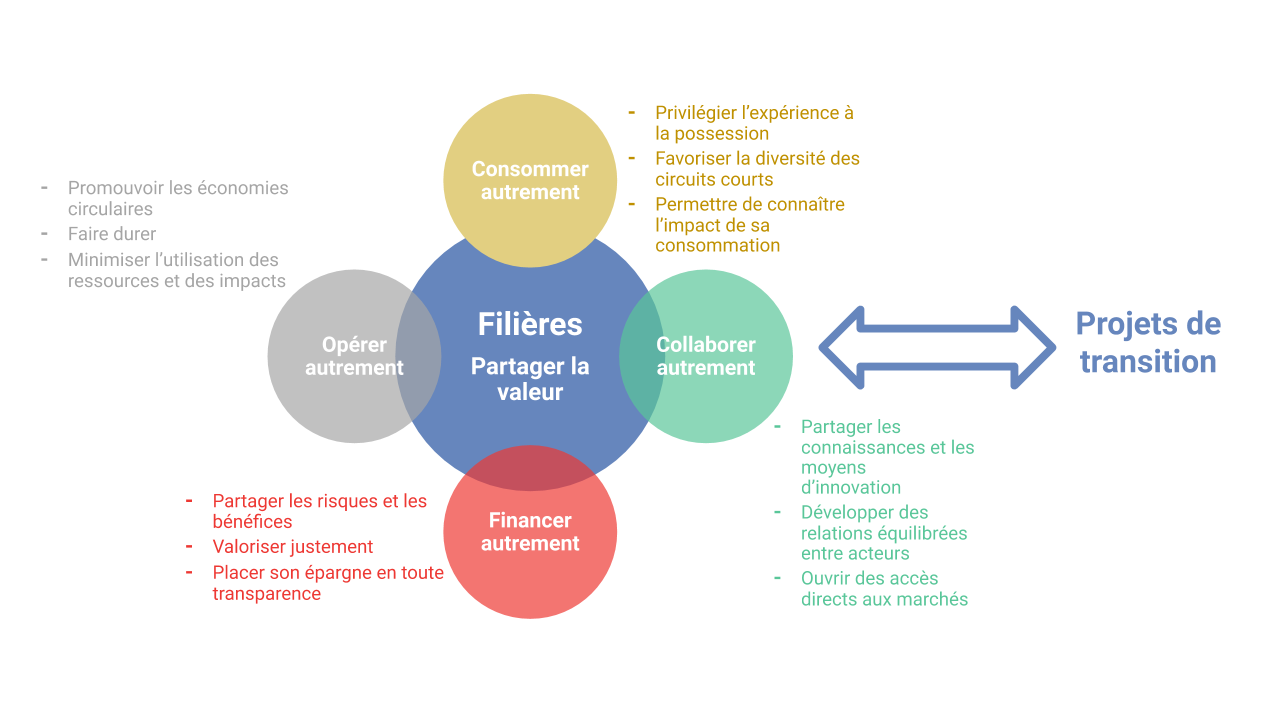 - Privilégier l'expérience à
la possession
- Favoriser la diversité des
circuits courts
- Permettre de connaître
l'impact de sa
consommation
Consommer
autrement
- Promouvoir les économies
circulaires
- Faire durer
- Minimiser l'utilisation des
ressources et des impacts
Opérer
autrement
Filières
Partager la
valeur
Collaborer
autrement
Projets de
transition
- Partager les
connaissances et les
moyens
d'innovation
- Développer des
relations équilibrées
entre acteurs
- Ouvrir des accès
directs aux marchés
- Partager les risques et les
bénéfices
- Valoriser justement
- Placer son épargne en toute
transparence
Financer
autrement